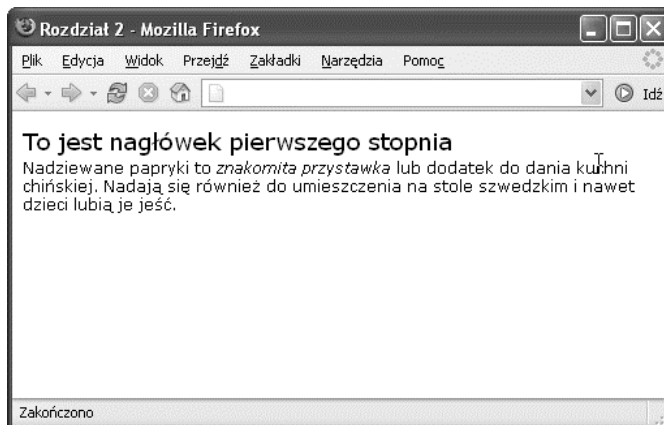 Rozdział 2 - Mozilla Firefox
Plik Edycja Widok Przejdź Zakładki Narzędzia Pomoc
Idź
To jest nagłówek pierwszego stopnia
Nadziewane papryki to znakomita przystawka lub dodatek do dania kuchni
chińskiej. Nadają się również do umieszczenia na stole szwedzkim i nawet
dzieci lubią je jeść.
Zakończono